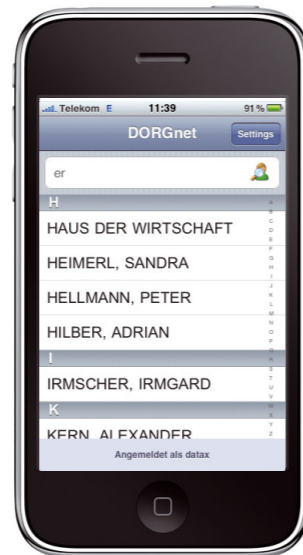 Telekom E 11:39 91 %
DORGnet Settings
er
H
HAUS DER WIRTSCHAFT
HEIMERL, SANDRA
HELLMANN, PETER
HILBER, ADRIAN
I
IRMSCHER, IRMGARD
K
KERN, ALEXANDER
A
B
C
D
E
F
G
H
I
J
K
L
M
N
O
P
Q
R
S
T
U
V
W
X
Y
Z
Angemeldet als datax